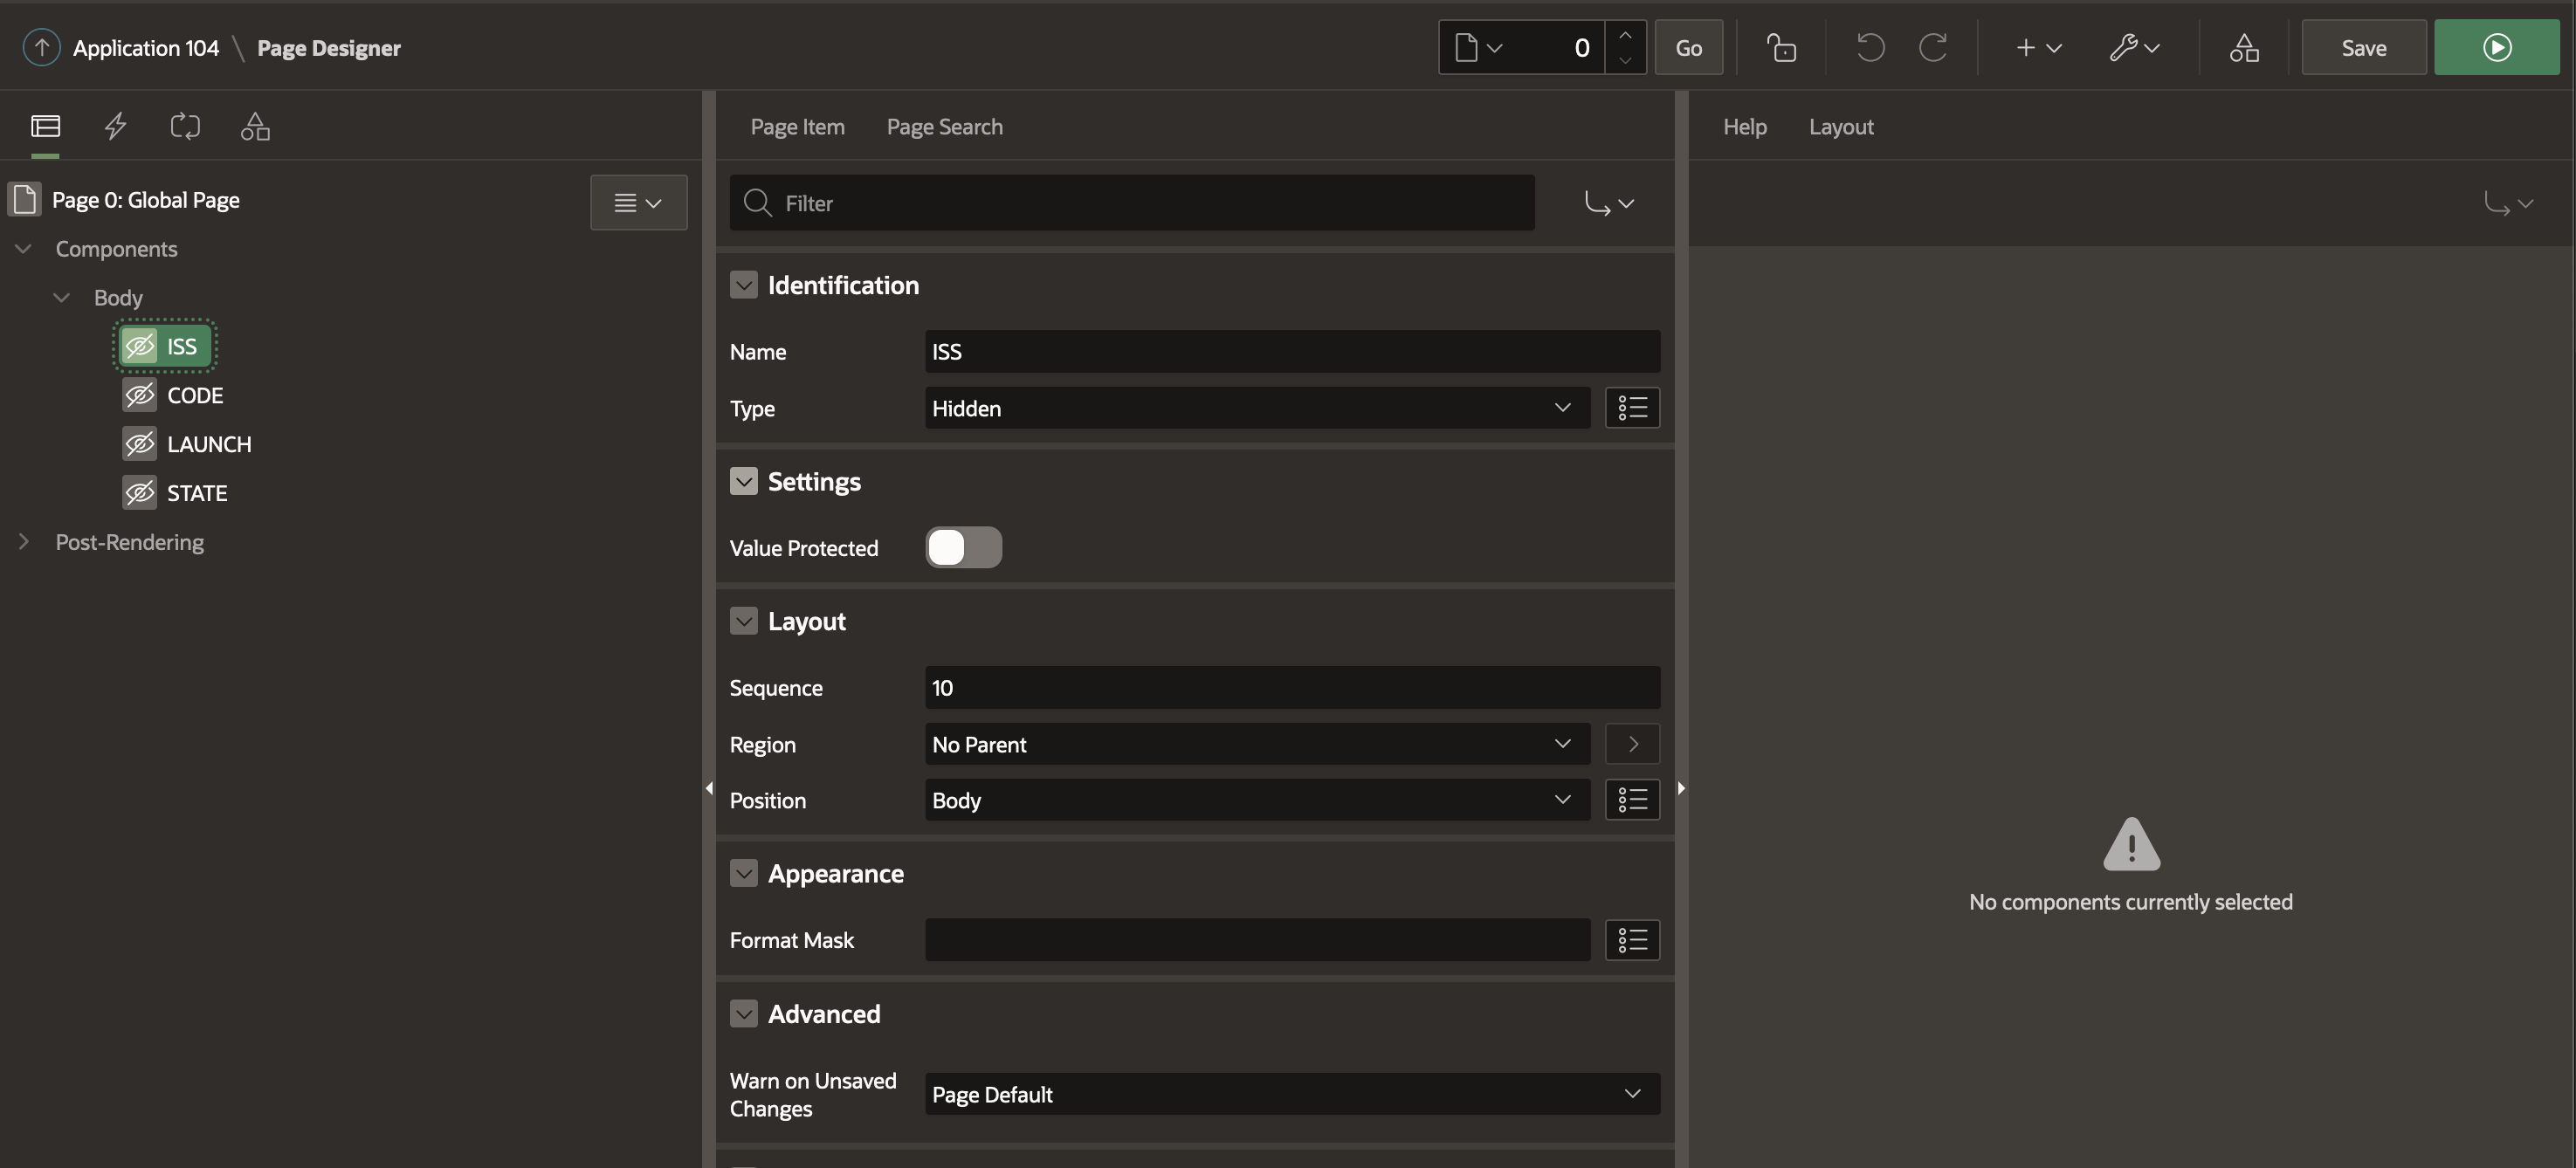 Application 104 \ Page Designer
0
Go
Save
Page 0: Global Page
Components
Body
ISS
CODE
LAUNCH
STATE
Post-Rendering
Page Item
Page Search
Filter
Identification
Name
ISS
Type
Hidden
Settings
Value Protected
Layout
Sequence
10
Region
No Parent
Position
Body
Appearance
Format Mask
Advanced
Warn on Unsaved
Changes
Page Default
Help
Layout
No components currently selected